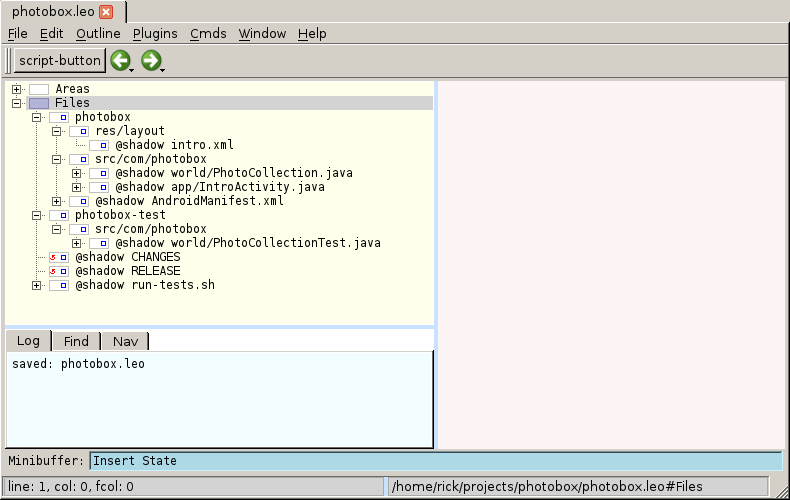 photobox.leo
File Edit Outline Plugins Cmds Window Help
script-button
Areas
Files
photobox
res/layout
@shadow intro.xml
src/com/photobox
@shadow world/PhotoCollection.java
@shadow app/IntroActivity.java
@shadow AndroidManifest.xml
photobox-test
src/com/photobox
@shadow world/PhotoCollectionTest.java
@shadow CHANGES
@shadow RELEASE
@shadow run-tests.sh
Log Find Nav
saved: photobox.leo
Minibuffer: Insert State
line: 1, col: 0, fcol: 0 /home/rick/projects/photobox/photobox.leo#Files